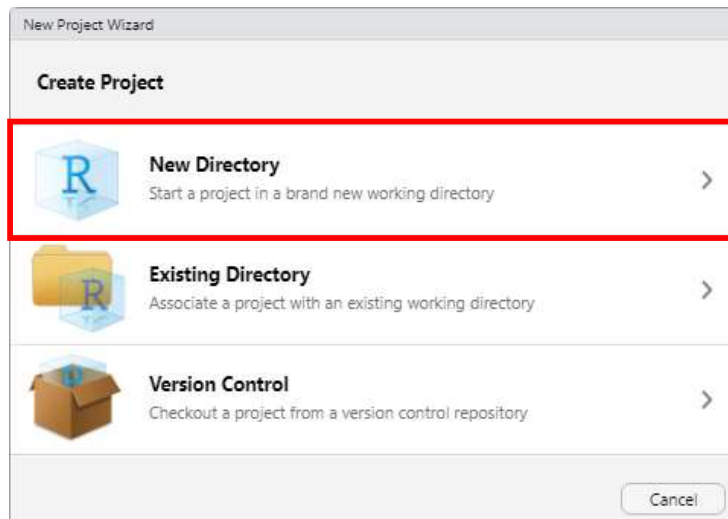 New Project Wizard
Create Project
R
New Directory
Start a project in a brand new working directory
R
Existing Directory
Associate a project with an existing working directory
Version Control
Checkout a project from a version control repository
Cancel